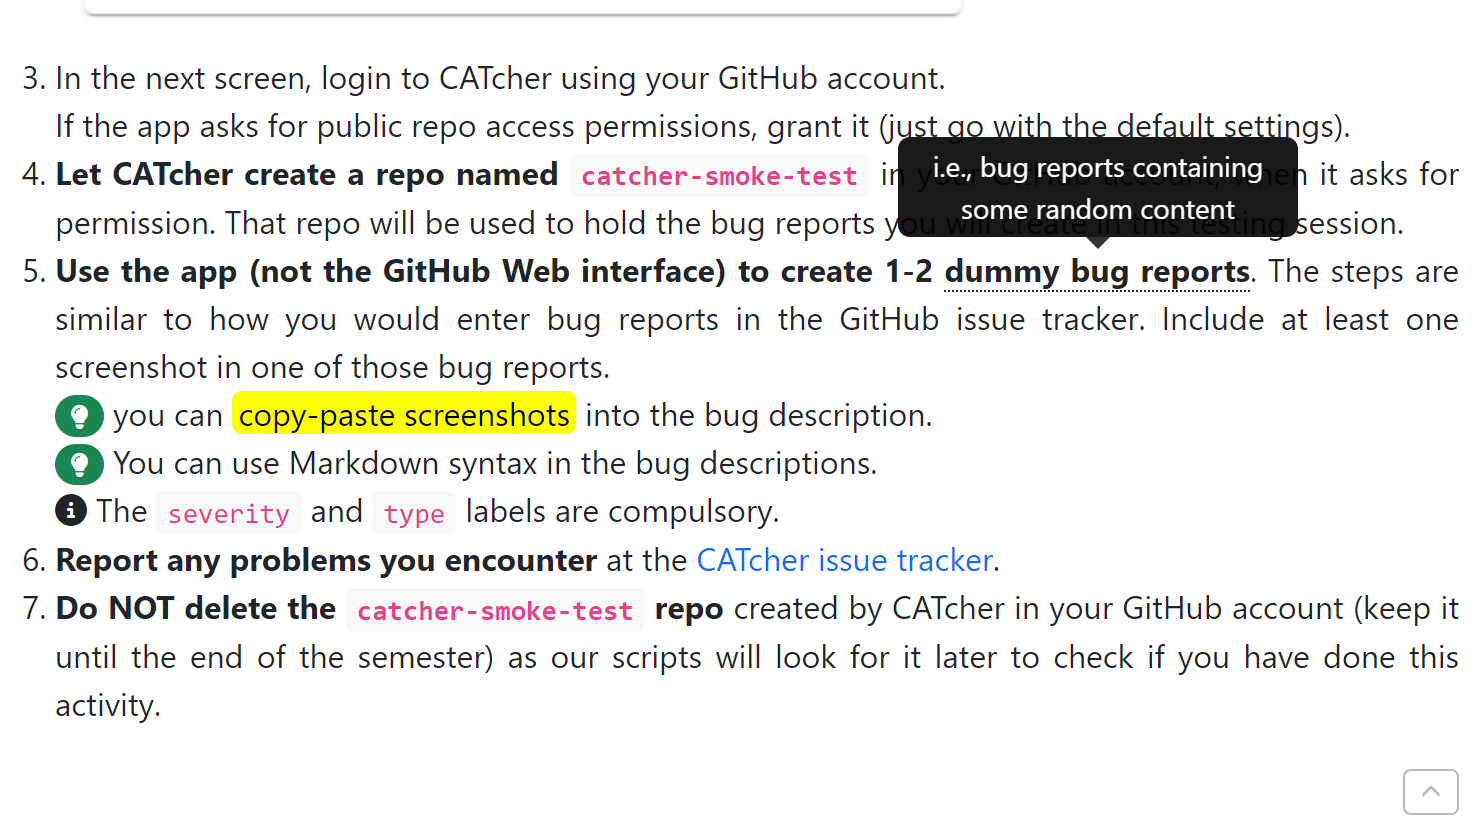 3. In the next screen, login to CATcher using your GitHub account.
If the app asks for public repo access permissions, grant it (just go with the default settings).
i.e., bug reports containing
some random content
4. Let CATcher create a repo named catcher-smoke-test in your GitHub account, when it asks for
permission. That repo will be used to hold the bug reports you will create in this testing session.
5. Use the app (not the GitHub Web interface) to create 1-2 dummy bug reports. The steps are
similar to how you would enter bug reports in the GitHub issue tracker. Include at least one
screenshot in one of those bug reports.
you can copy-paste screenshots into the bug description.
You can use Markdown syntax in the bug descriptions.
The severity and type labels are compulsory.
6. Report any problems you encounter at the CATcher issue tracker.
7. Do NOT delete the catcher-smoke-test repo created by CATcher in your GitHub account (keep it
until the end of the semester) as our scripts will look for it later to check if you have done this
activity.